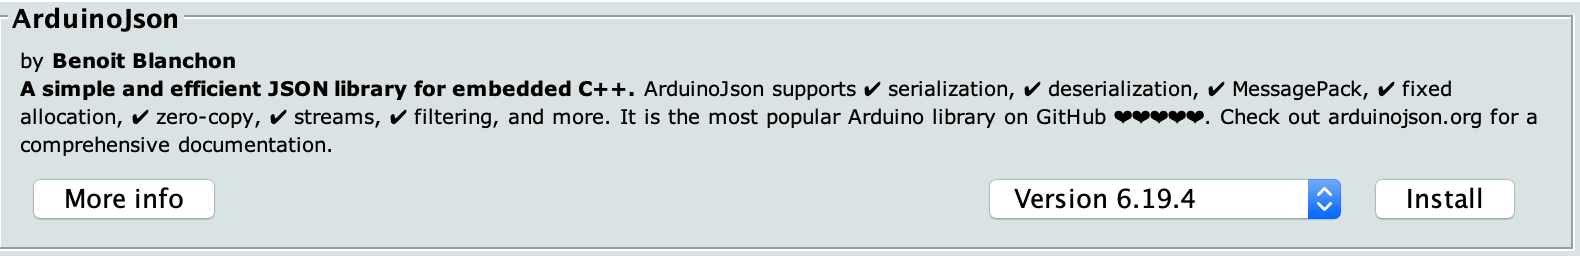 ArduinoJson
by Benoit Blanchon
A simple and efficient JSON library for embedded C++. ArduinoJson supports ✔ serialization, ✔ deserialization, ✔ MessagePack, ✔ fixed
allocation, ✔ zero-copy, ✔ streams, ✔ filtering, and more. It is the most popular Arduino library on GitHub ❤❤❤❤❤. Check out arduinojson.org for a
comprehensive documentation.
More info Version 6.19.4 Install